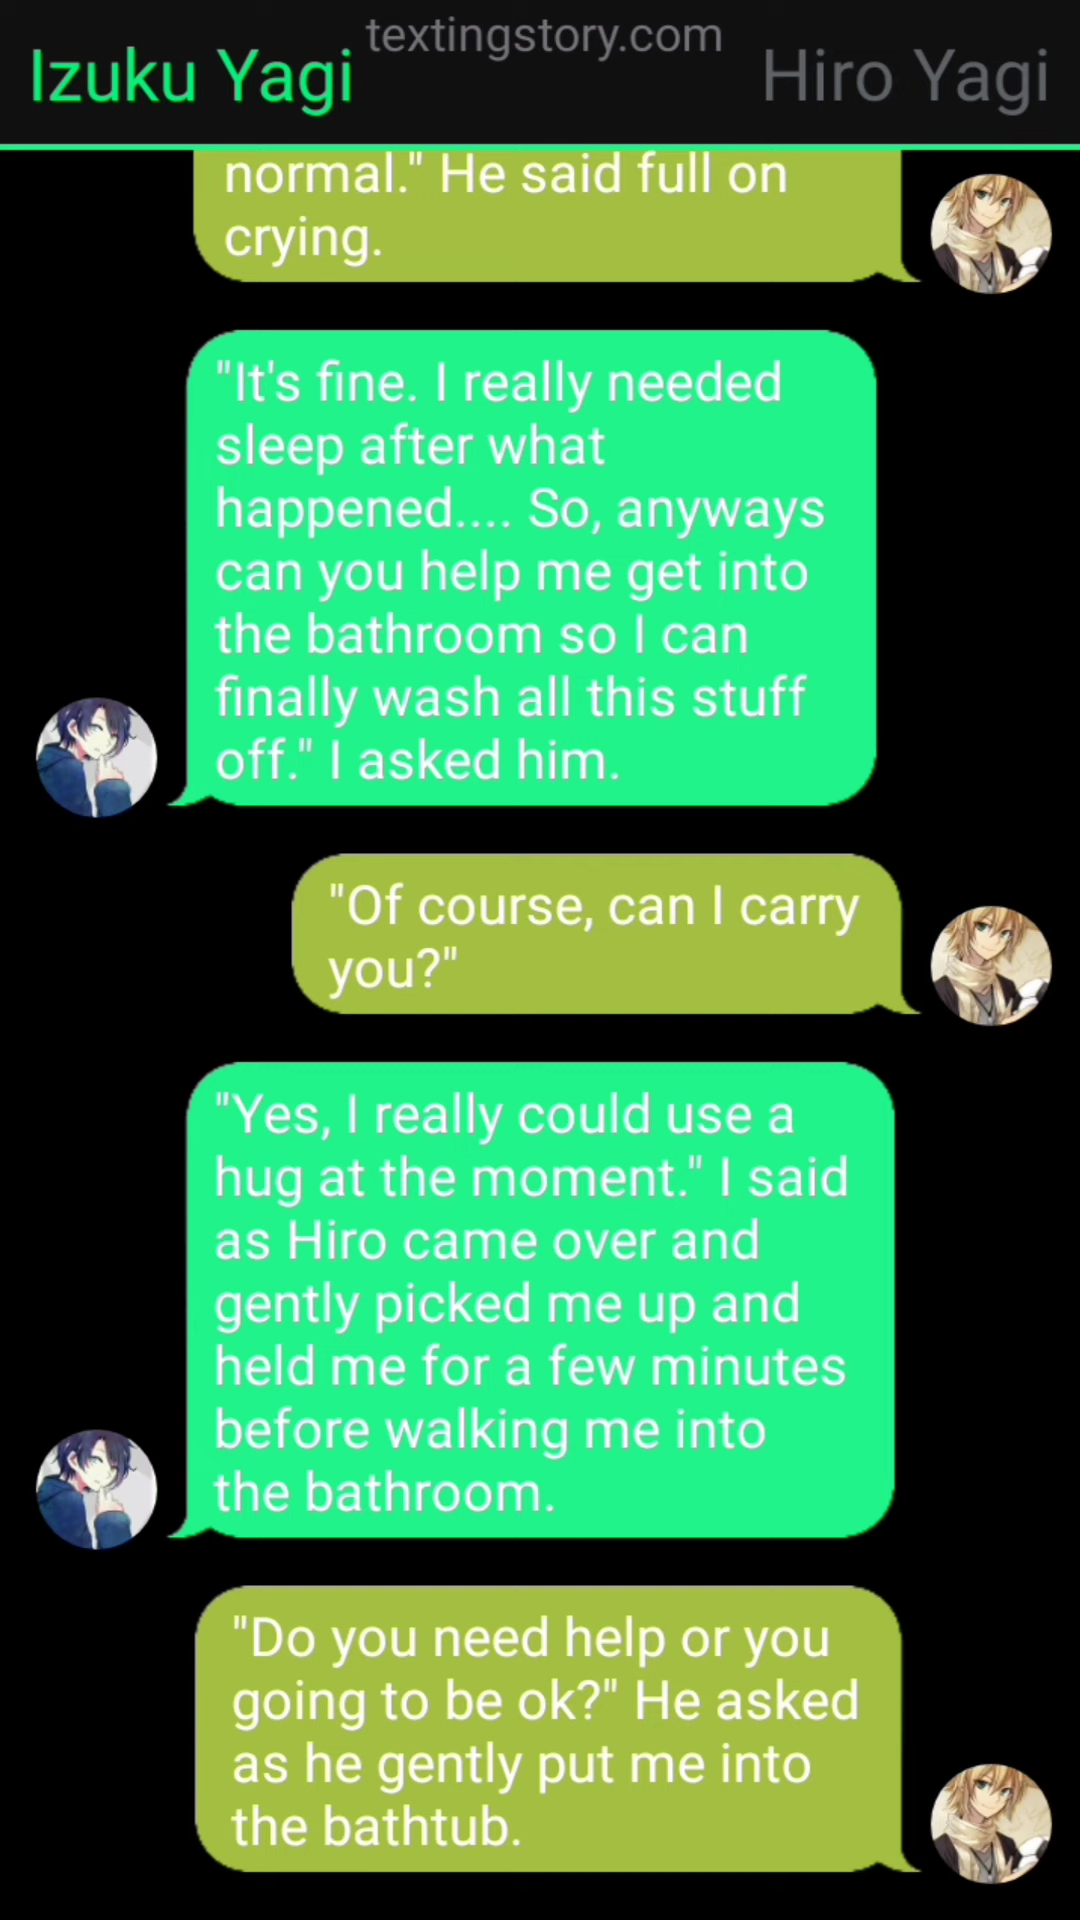 textingstory.com
Izuku Yagi
Hiro Yagi
normal." He said full on
crying.
"It's fine. I really needed
sleep after what
happened.... So, anyways
can you help me get into
the bathroom so I can
finally wash all this stuff
off." I asked him.
"Of course, can I carry
you?"
"Yes, I really could use a
hug at the moment." I said
as Hiro came over and
gently picked me up and
held me for a few minutes
before walking me into
the bathroom.
"Do you need help or you
going to be ok?" He asked
as he gently put me into
the bathtub.